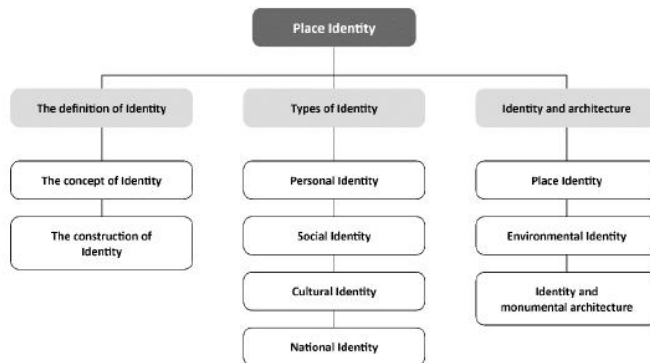 Place Identity
The definition of Identity
Types of Identity
Identity and architecture
The concept of Identity
Personal Identity
Place Identity
The construction of
Identity
Social Identity
Environmental Identity
Cultural Identity
Identity and
monumental architecture
National Identity